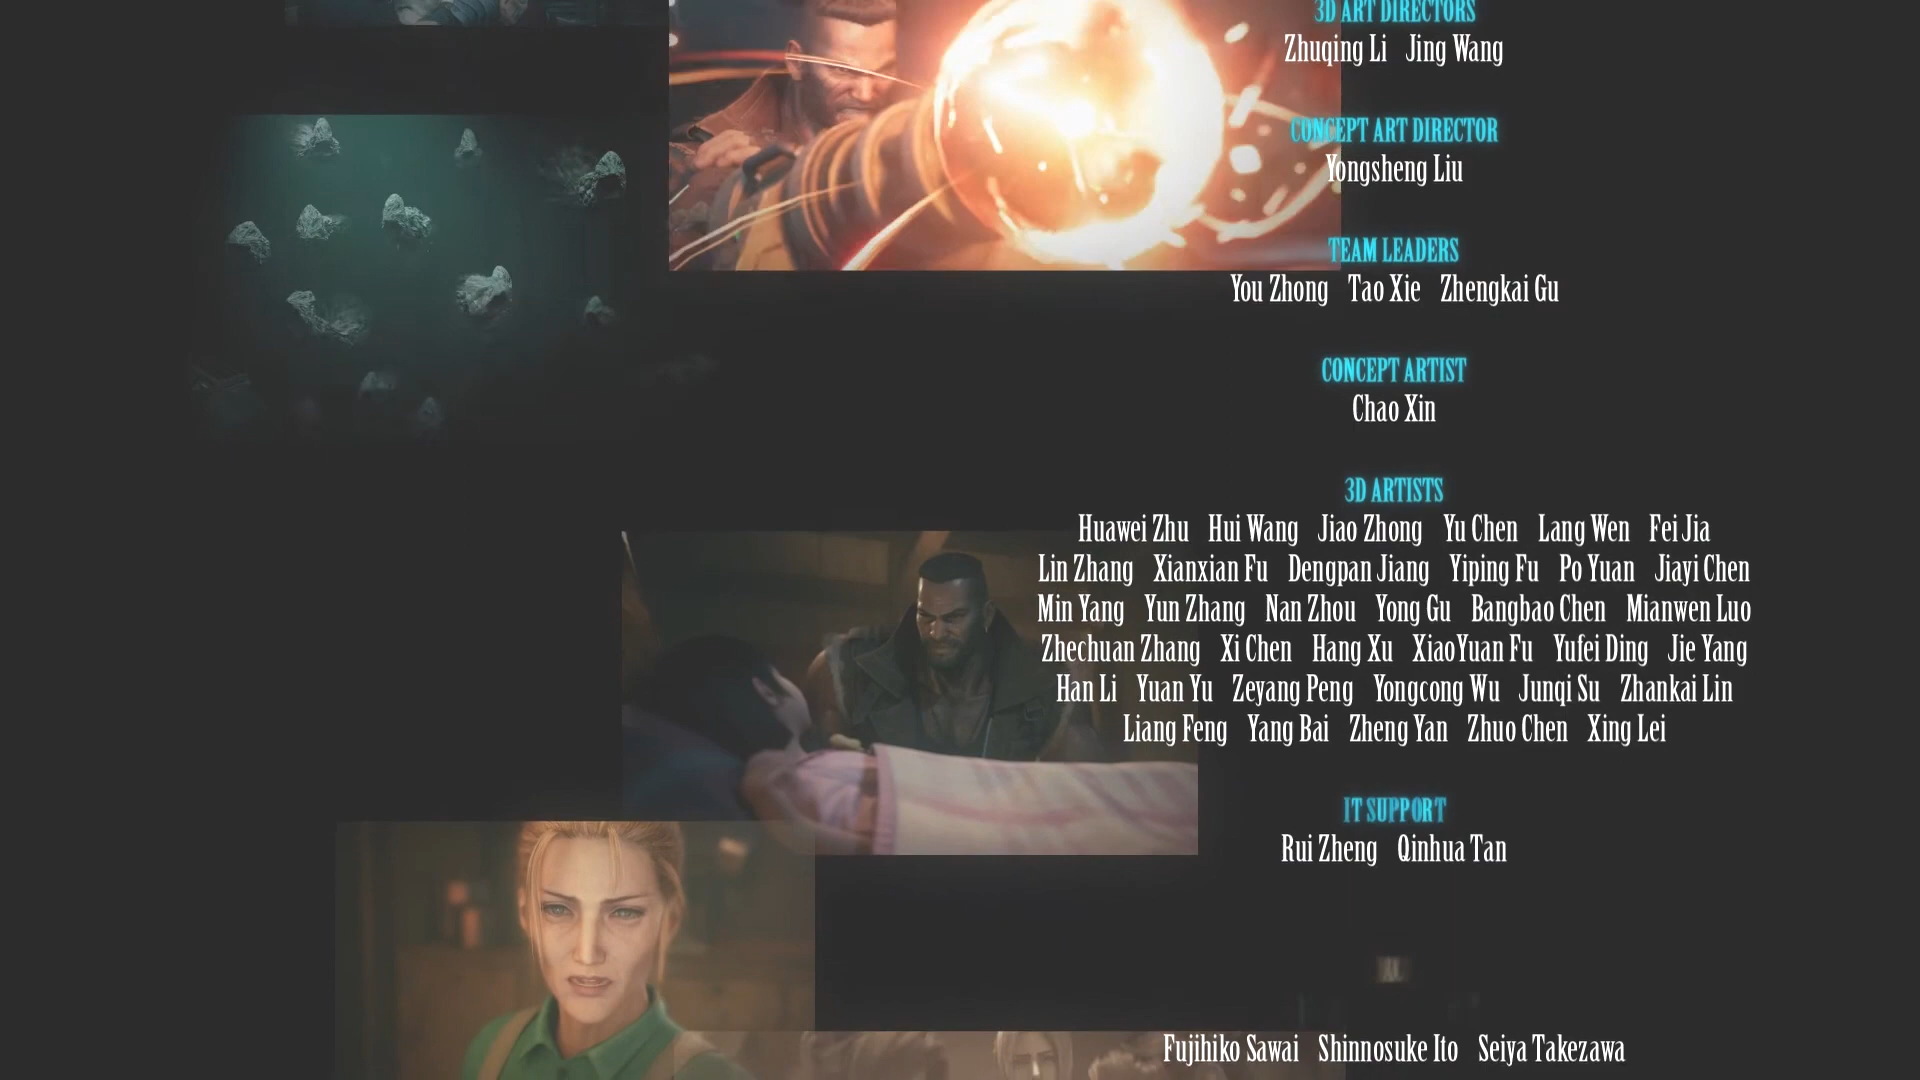 3D ART DIRECTORS
Zhuqing Li Jing Wang
CONCEPT ART DIRECTOR
Yongsheng Liu
TEAM LEADERS
You Zhong Tao Xie Zhengkai Gu
CONCEPT ARTIST
Chao Xin
3D ARTISTS
Huawei Zhu Hui Wang Jiao Zhong Yu Chen Lang Wen Fei Jia
Lin Zhang Xianxian Fu Dengpan Jiang Yiping Fu Po Yuan Jiayi Chen
Min Yang Yun Zhang Nan Zhou Yong Gu Bangbao Chen Mianwen Luo
Zhechuan Zhang Xi Chen Hang Xu XiaoYuan Fu Yufei Ding Jie Yang
Han Li Yuan Yu Zeyang Peng Yongcong Wu Junqi Su Zhankai Lin
Liang Feng Yang Bai Zheng Yan Zhuo Chen Xing Lei
IT SUPPORT
Rui Zheng Qinhua Tan
Fujihiko Sawai Shinnosuke Ito Seiya Takezawa